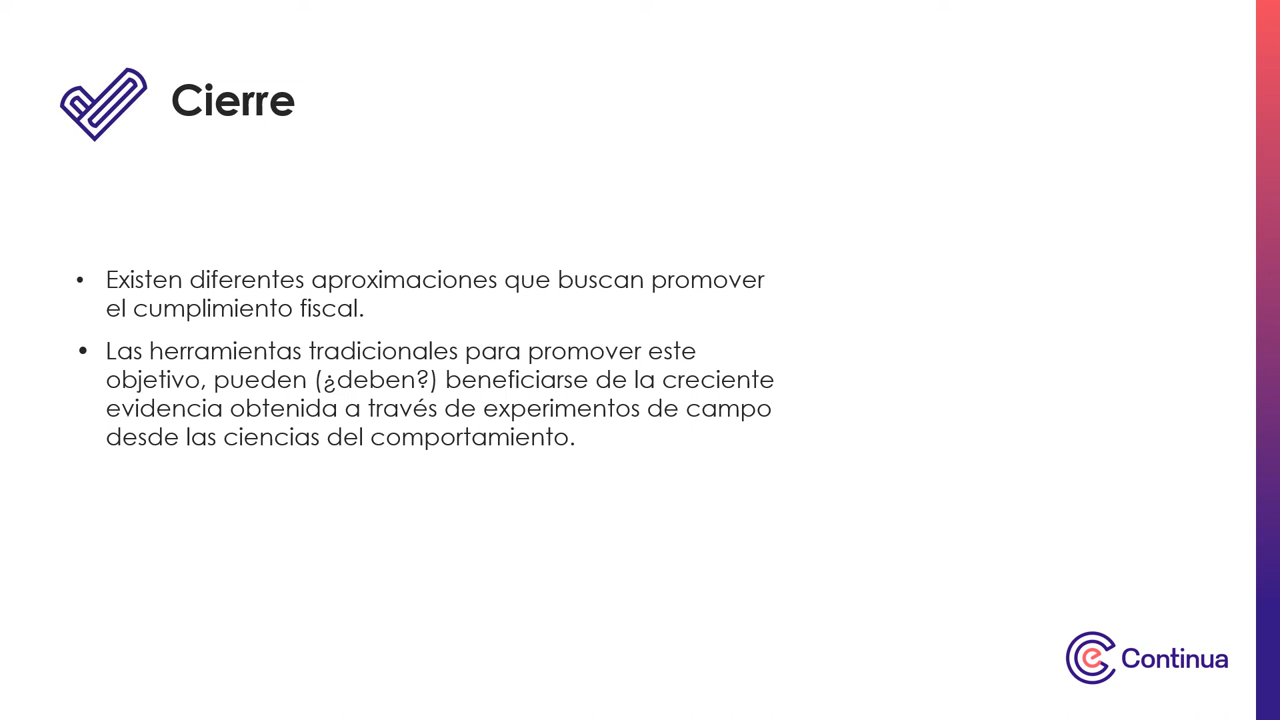 Cierre
• Existen diferentes aproximaciones que buscan promover
el cumplimiento fiscal.
• Las herramientas tradicionales para promover este
objetivo, pueden (¿deben?) beneficiarse de la creciente
evidencia obtenida a través de experimentos de campo
desde las ciencias del comportamiento.
e Continua